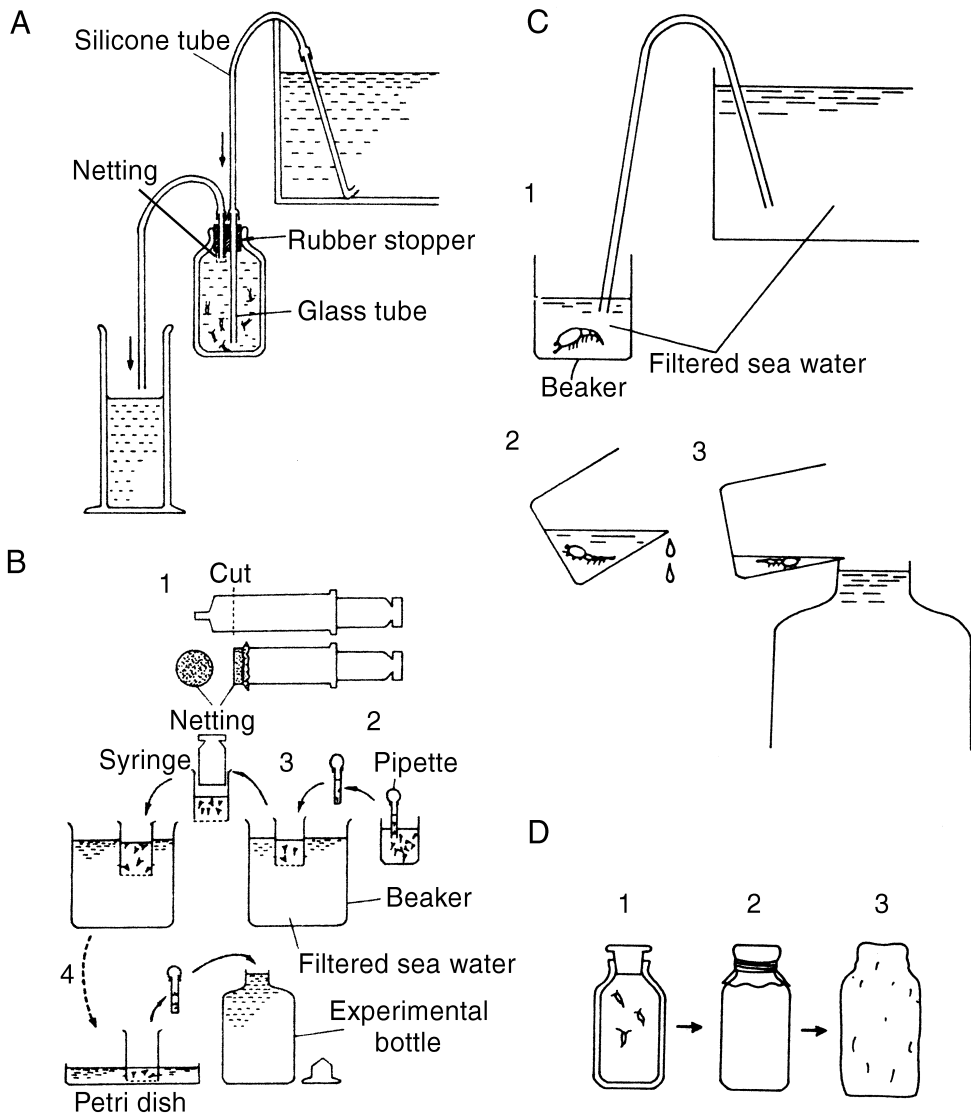 A
Silicone tube
Netting
Rubber stopper
Glass tube
C
1
Filtered sea water
Beaker
2
3
B
1
Cut
Netting
2
Syringe
3
Pipette
Beaker
4
Filtered sea water
Experimental
bottle
Petri dish
D
1
2
3